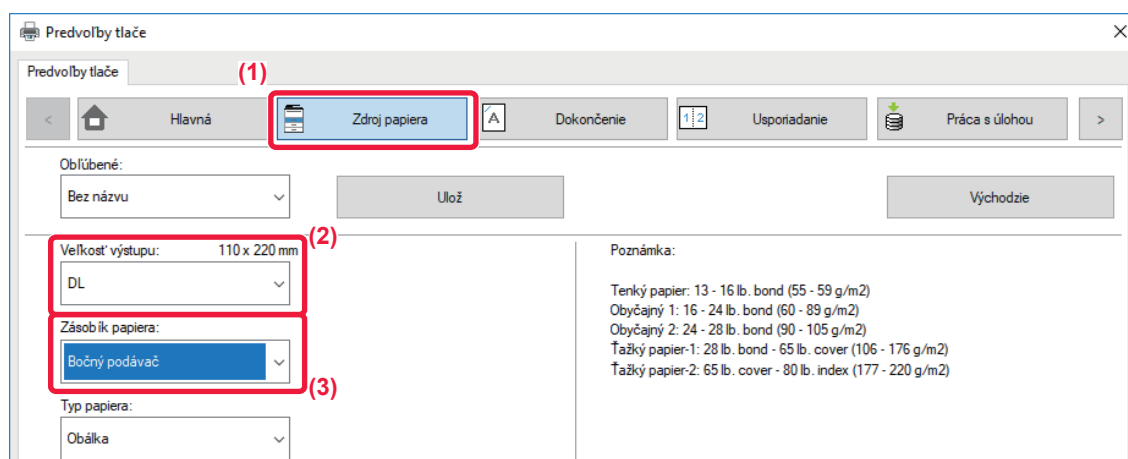 Predvoľby tlače
Predvoľby tlače
(1)
< Hlavná Zdroj papiera A Dokončenie 1 2 Usporiadanie Práca s úlohou >
Obľúbené:
Bez názvu Ulož Východzie
(2)
Veľkosť výstupu: 110 x 220 mm
DL
Zásobík papiera:
Bočný podávač
(3)
Typ papiera:
Obálka
Poznámka:
Tenký papier: 13 - 16 lb. bond (55 - 59 g/m2)
Obyčajný 1: 16 - 24 lb. bond (60 - 89 g/m2)
Obyčajný 2: 24 - 28 lb. bond (90 - 105 g/m2)
Ťažký papier-1: 28 lb. bond - 65 lb. cover (106 - 176 g/m2)
Ťažký papier-2: 65 lb. cover - 80 lb. index (177 - 220 g/m2)